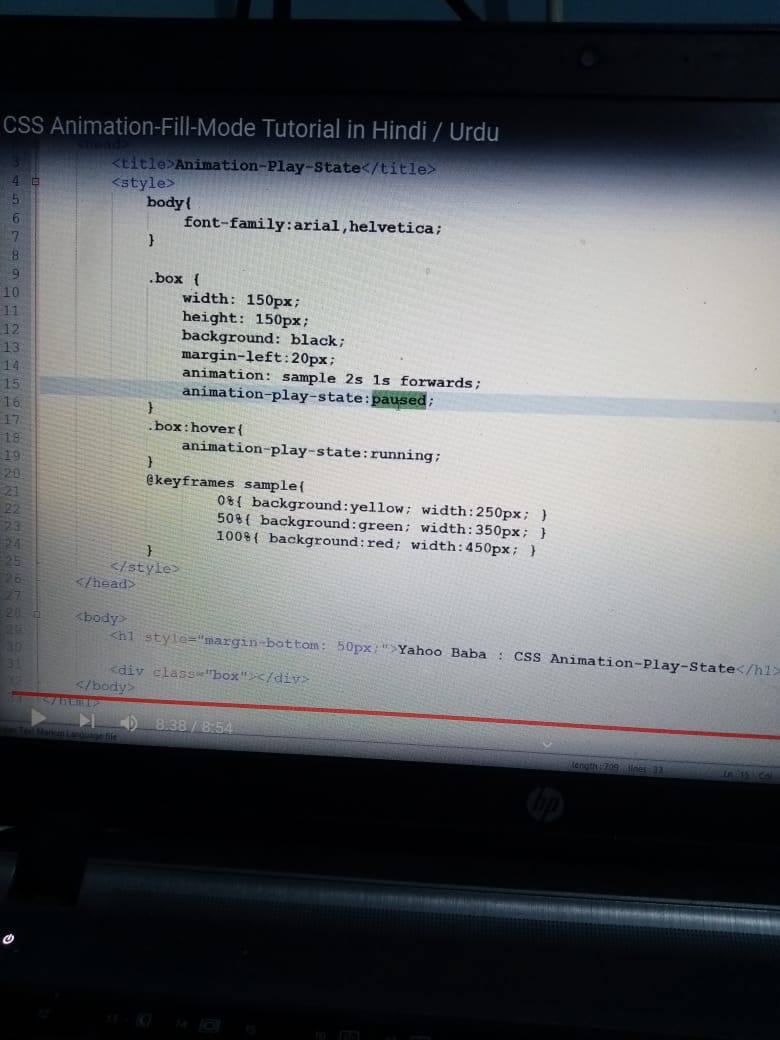 CSS Animation-Fill-Mode Tutorial in Hindi / Urdu
<head>
3 <title>Animation-Play-State</title>
4 <style>
5 body{
6 font-family:arial,helvetica;
7 }
8
9 .box {
10 width: 150px;
11 height: 150px;
12 background: black;
13 margin-left:20px;
14 animation: sample 2s 1s forwards;
15 animation-play-state:paused;
16 }
17 .box:hover{
18 animation-play-state:running;
19 }
20 @keyframes sample{
21 0%{ background:yellow; width:250px; }
22 50%{ background:green; width:350px; }
23 100%{ background:red; width:450px; }
24 }
25 </style>
26 </head>
27
28 <body>
29 <h1 style="margin-bottom: 50px;">Yahoo Baba : CSS Animation-Play-State</h1>
30
31 <div class="box"></div>
32 </body>
</html>
8:38 / 8:54
Text Markup Language file
length : 709 lines : 33
Ln : 15 Col
hp